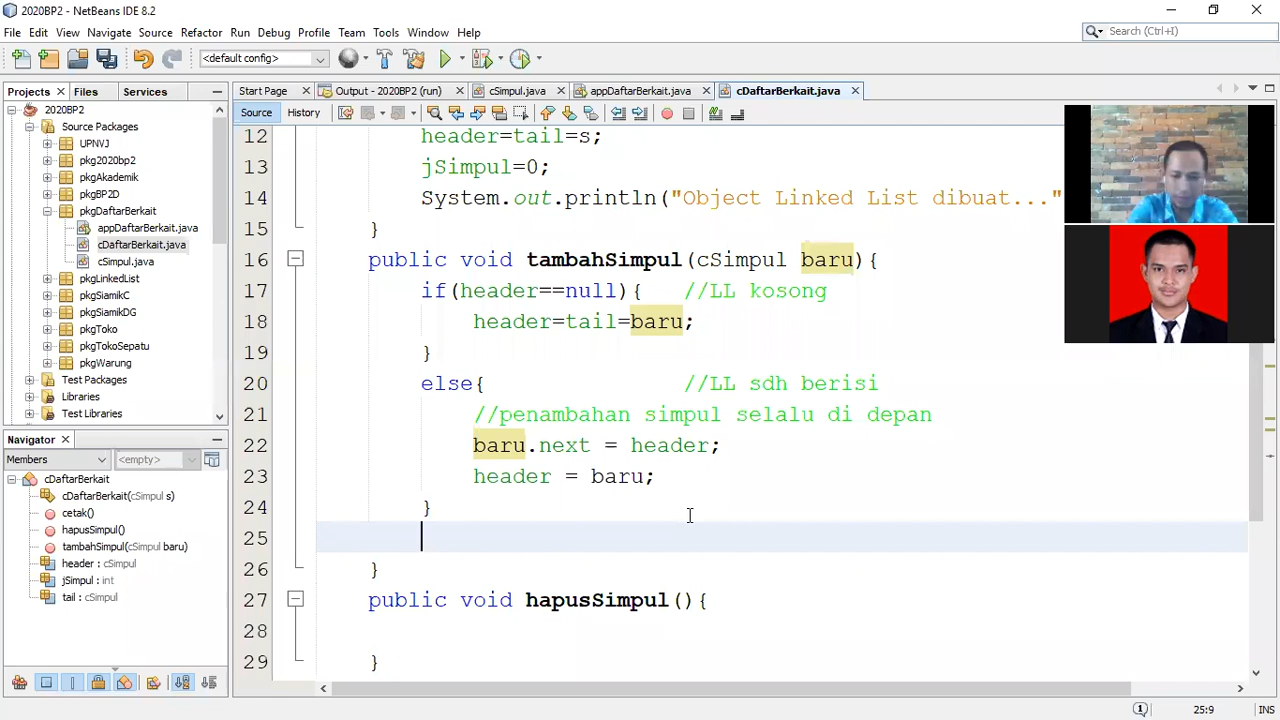 2020BP2 - NetBeans IDE 8.2
File Edit View Navigate Source Refactor Run Debug Profile Team Tools Window Help
Search (Ctrl+I)
<default config>
Projects Files Services
Start Page Output - 2020BP2 (run) cSimpul.java appDaftarBerkait.java cDaftarBerkait.java
Source History
2020BP2
Source Packages
UPNVJ
pkg2020bp2
pkgAkademik
pkgBP2D
pkgDaftarBerkait
appDaftarBerkait.java
cDaftarBerkait.java
cSimpul.java
pkgLinkedList
pkgSiamikC
pkgSiamikDG
pkgToko
pkgTokoSepatu
pkgWarung
Test Packages
Libraries
Test Libraries
Navigator
Members <empty>
cDaftarBerkait
cDaftarBerkait(cSimpul s)
cetak()
hapusSimpul()
tambahSimpul(cSimpul baru)
header : cSimpul
jSimpul : int
tail : cSimpul
12 header=tail=s;
13 jSimpul=0;
14 System.out.println("Object Linked List dibuat..."
15 }
16 public void tambahSimpul(cSimpul baru){
17 if(header==null){ //LL kosong
18 header=tail=baru;
19 }
20 else{ //LL sdh berisi
21 //penambahan simpul selalu di depan
22 baru.next = header;
23 header = baru;
24 }
25
26 }
27 public void hapusSimpul(){
28
29 }
25:9 INS